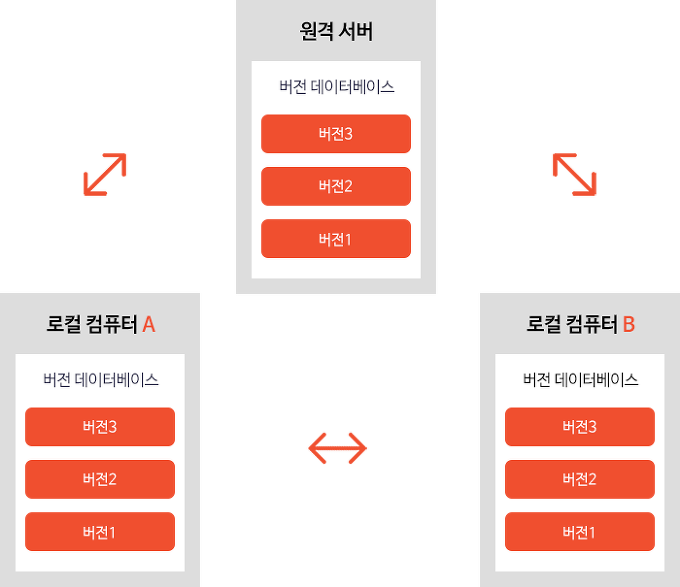 원격 서버
버전 데이터베이스
버전3
버전2
버전1
로컬 컴퓨터 A
버전 데이터베이스
버전3
버전2
버전1
로컬 컴퓨터 B
버전 데이터베이스
버전3
버전2
버전1